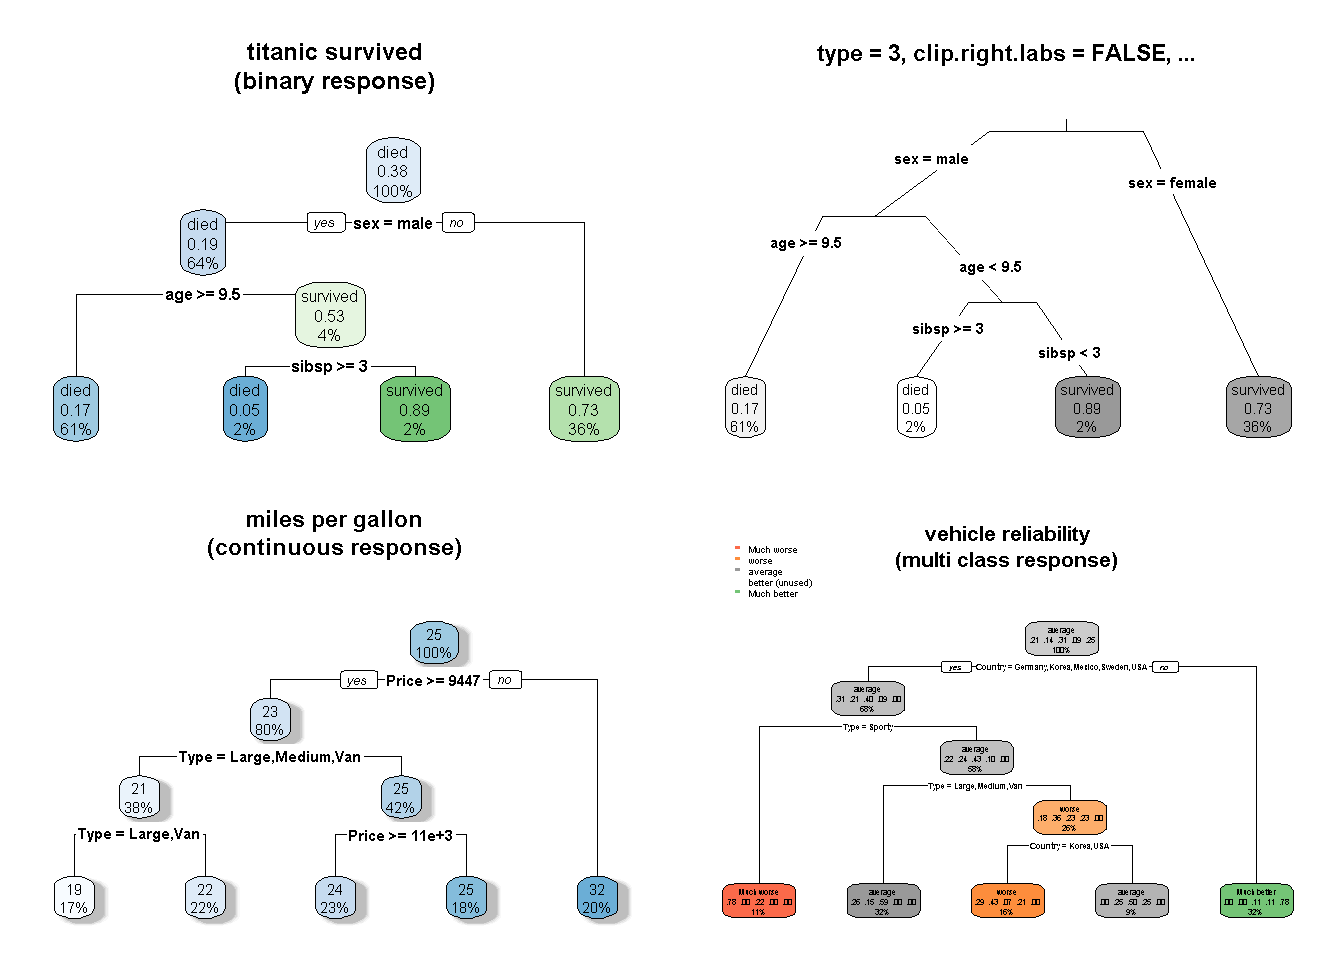 titanic survived
(binary response)
died
0.38
100%
yes sex = male no
died
0.19
64%
age >= 9.5
survived
0.53
4%
sibsp >= 3
died
0.17
61%
died
0.05
2%
survived
0.89
2%
survived
0.73
36%
type = 3, clip.right.labs = FALSE, ...
sex = male
sex = female
age >= 9.5
age < 9.5
sibsp >= 3
sibsp < 3
died
0.17
61%
died
0.05
2%
survived
0.89
2%
survived
0.73
36%
miles per gallon
(continuous response)
25
100%
yes Price >= 9447 no
23
80%
Type = Large,Medium,Van
21
38%
25
42%
Type = Large,Van
Price >= 11e+3
19
17%
22
22%
24
23%
25
18%
32
20%
vehicle reliability
(multi class response)
Much worse
worse
average
better (unused)
Much better
average
.21 .14 .31 .09 .25
100%
yes Country = Germany,Korea,Mexico,Sweden,USA no
average
.31 .21 .40 .09 .00
68%
Type = Sporty
average
.22 .24 .43 .10 .00
58%
Type = Large,Medium,Van
worse
.18 .36 .23 .23 .00
26%
Country = Korea,USA
Much worse
.78 .00 .22 .00 .00
11%
average
.26 .15 .59 .00 .00
32%
worse
.29 .43 .07 .21 .00
16%
average
.00 .25 .50 .25 .00
9%
Much better
.00 .00 .11 .11 .78
32%